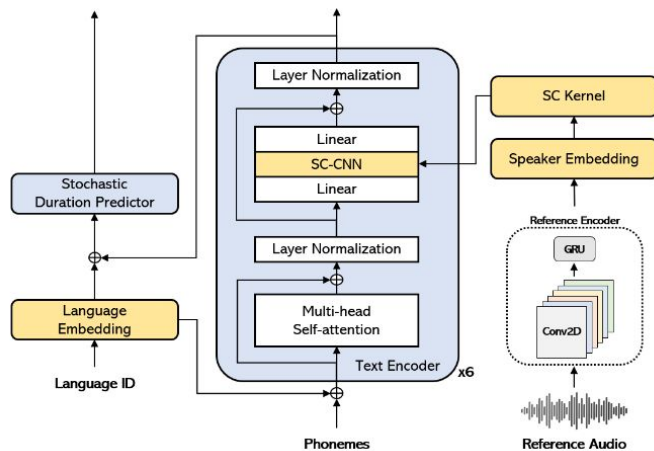 Layer Normalization
Linear
SC-CNN
Linear
Layer Normalization
Multi-head
Self-attention
Text Encoder
x6
Stochastic
Duration Predictor
Language
Embedding
Language ID
Phonemes
SC Kernel
Speaker Embedding
Reference Encoder
GRU
Conv2D
Reference Audio